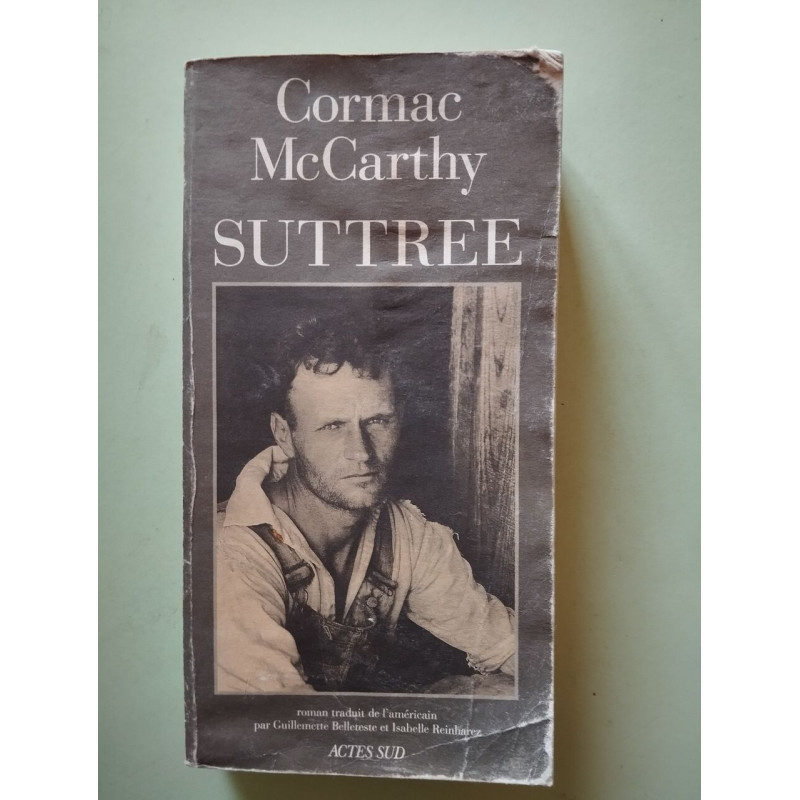 Cormac
McCarthy
SUTTREE
roman traduit de l'américain
par Guillemette Belleteste et Isabelle Reinharez
ACTES SUD